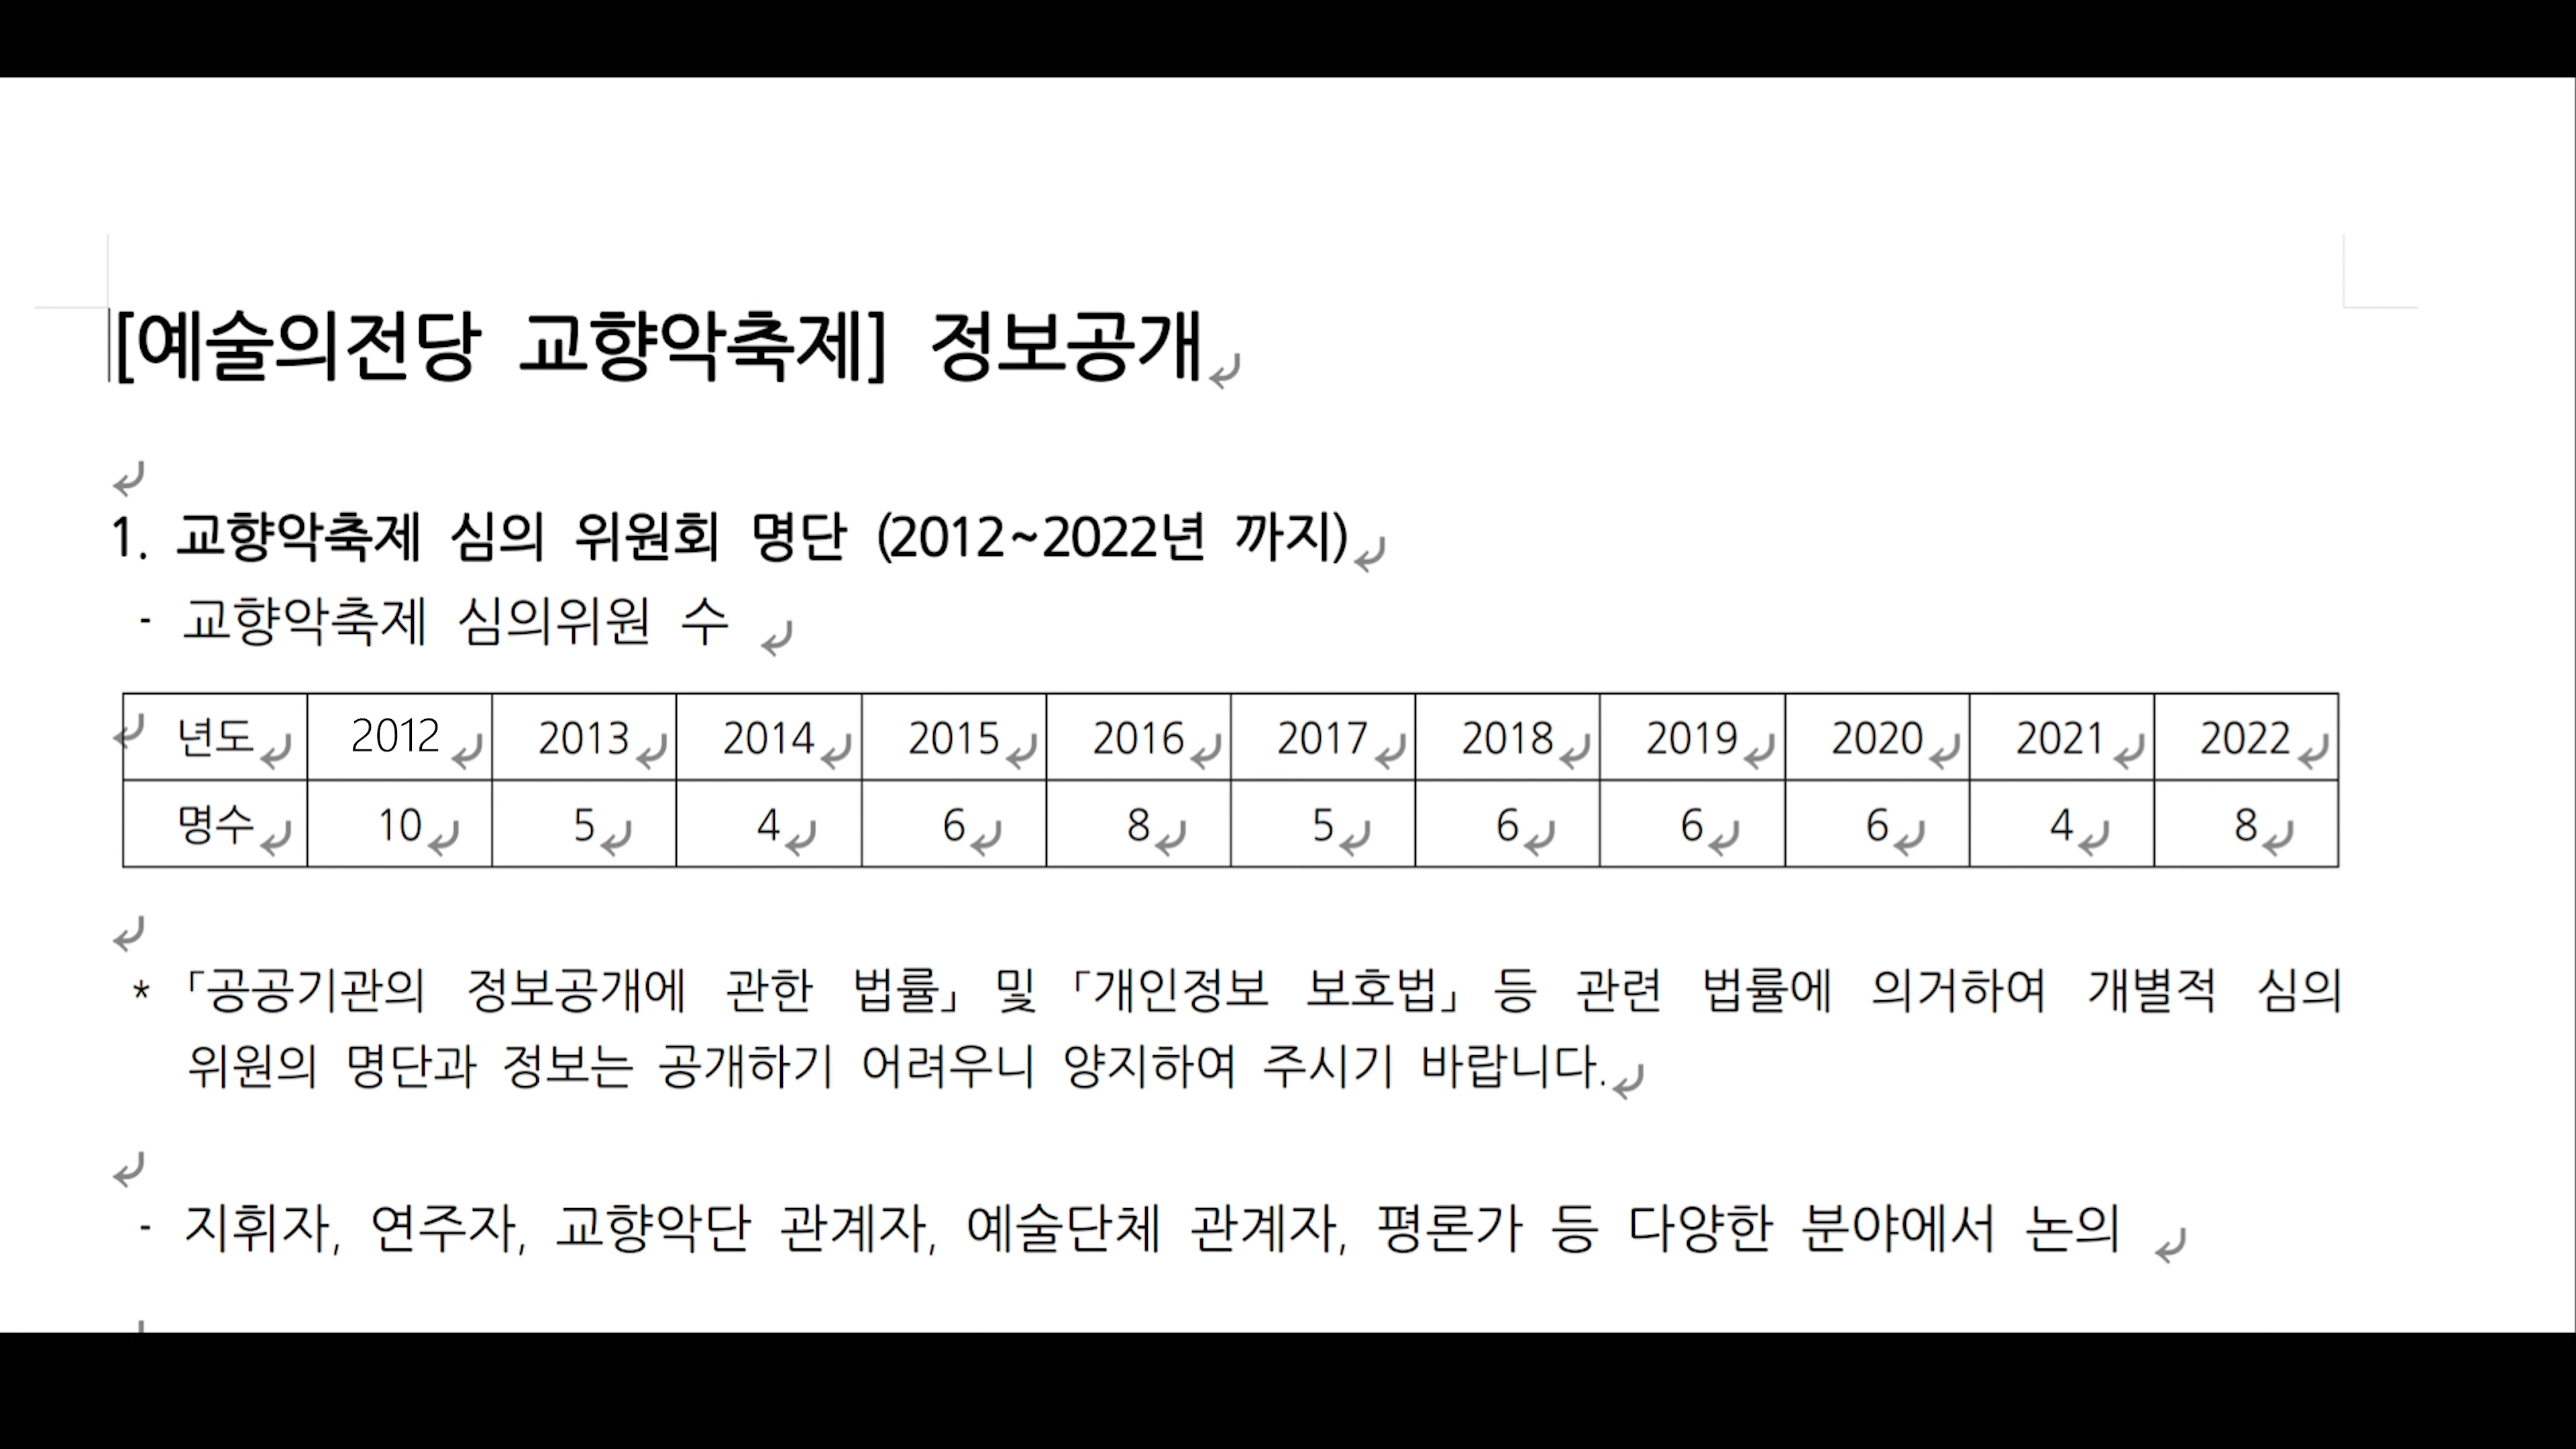 [예술의전당 교향악축제] 정보공개
1. 교향악축제 심의 위원회 명단 (2012~2022년 까지)
- 교향악축제 심의위원 수
년도 2012 2013 2014 2015 2016 2017 2018 2019 2020 2021 2022
명수 10 5 4 6 8 5 6 6 6 4 8
* 「공공기관의 정보공개에 관한 법률」 및 「개인정보 보호법」 등 관련 법률에 의거하여 개별적 심의
위원의 명단과 정보는 공개하기 어려우니 양지하여 주시기 바랍니다.
- 지휘자, 연주자, 교향악단 관계자, 예술단체 관계자, 평론가 등 다양한 분야에서 논의